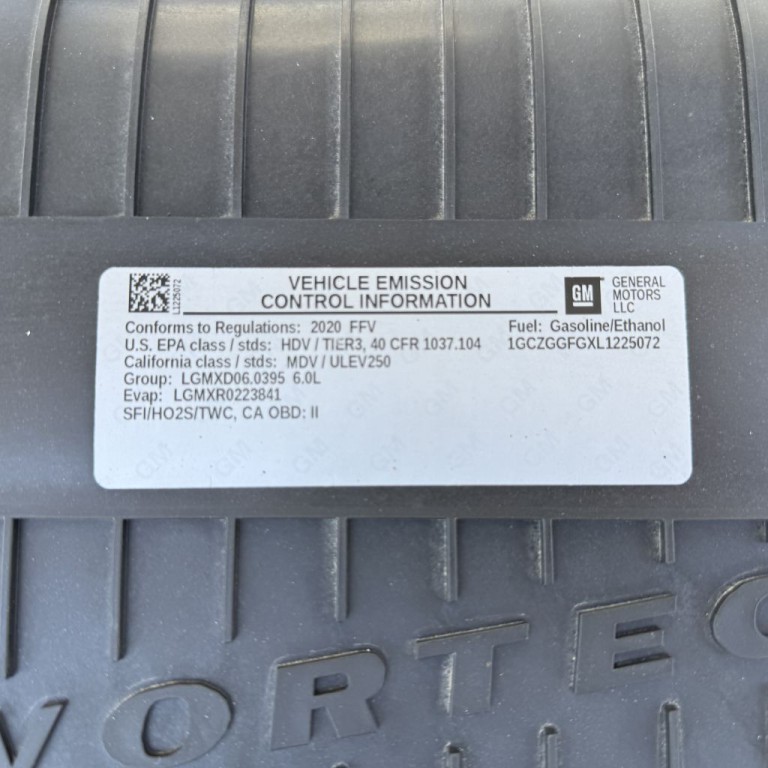 L1225072
VEHICLE EMISSION
CONTROL INFORMATION
GM
GENERAL
MOTORS
LLC
Conforms to Regulations: 2020 FFV
Fuel: Gasoline/Ethanol
U.S. EPA class / stds: HDV / TIER3, 40 CFR 1037.104
1GCZGGFGXL1225072
California class / stds: MDV / ULEV250
Group: LGMXD06.0395 6.0L
Evap: LGMXR0223841
SFI/HO2S/TWC, CA OBD: II
VORTEC